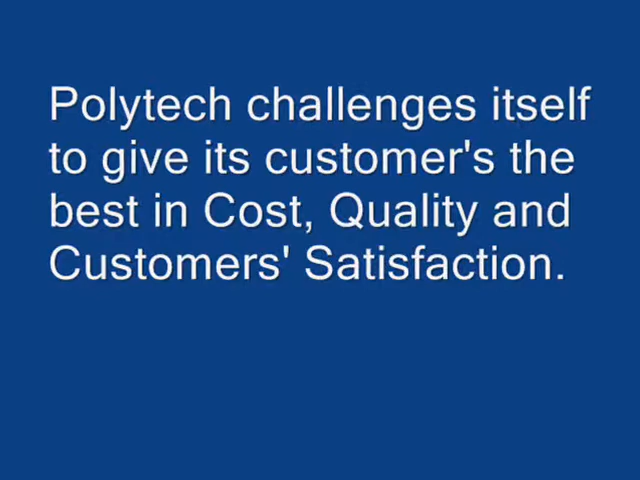 Polytech challenges itself
to give its customer's the
best in Cost, Quality and
Customers' Satisfaction.